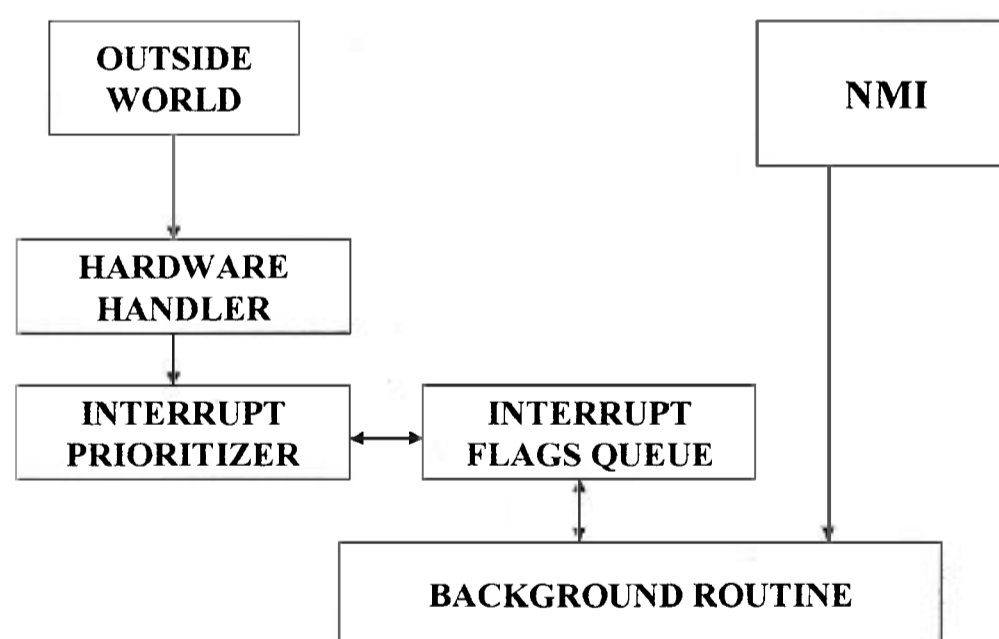 OUTSIDE
WORLD
NMI
HARDWARE
HANDLER
INTERRUPT
PRIORITIZER
INTERRUPT
FLAGS QUEUE
BACKGROUND ROUTINE